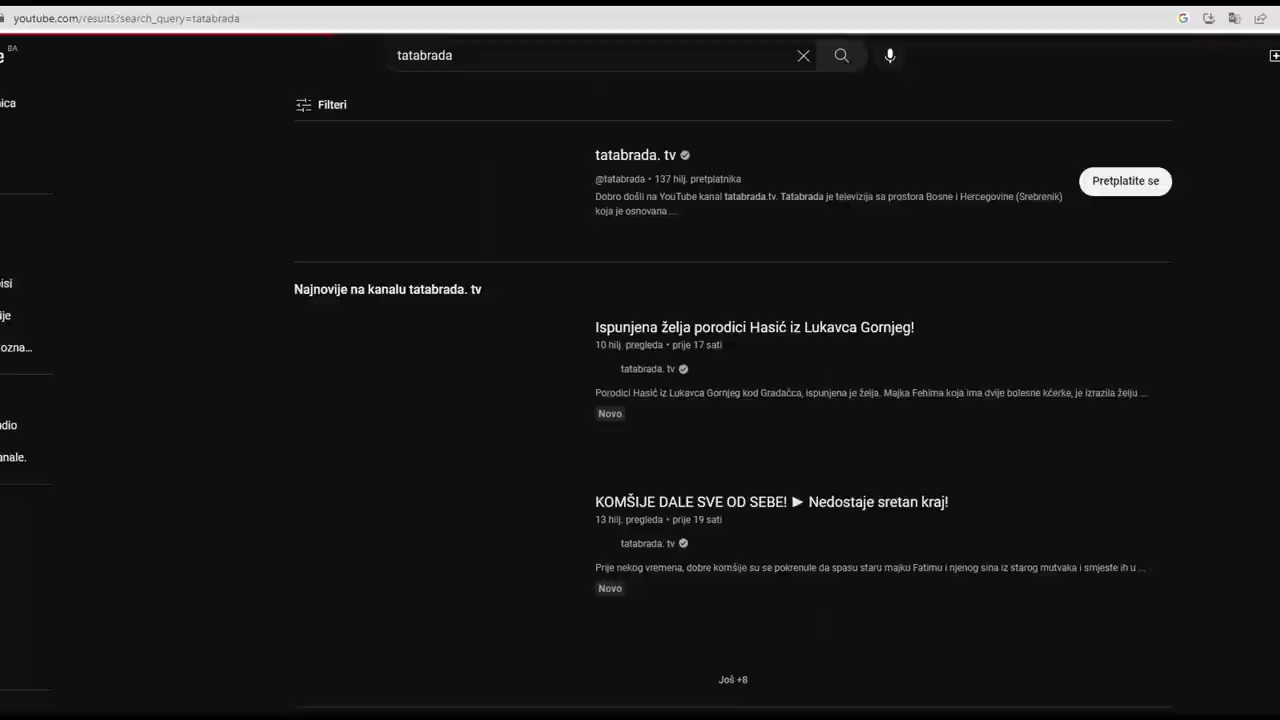 youtube.com/results?search_query=tatabrada
BA
tatabrada
Filteri
tatabrada. tv
@tatabrada • 137 hilj. pretplatnika
Dobro došli na YouTube kanal tatabrada.tv. Tatabrada je televizija sa prostora Bosne i Hercegovine (Srebrenik)
koja je osnovana ...
Pretplatite se
Najnovije na kanalu tatabrada. tv
Ispunjena želja porodici Hasić iz Lukavca Gornjeg!
10 hilj. pregleda • prije 17 sati
tatabrada. tv
Porodici Hasić iz Lukavca Gornjeg kod Gradačca, ispunjena je želja. Majka Fehima koja ima dvije bolesne kćerke, je izrazila želju ...
Novo
KOMŠIJE DALE SVE OD SEBE! ► Nedostaje sretan kraj!
13 hilj. pregleda • prije 19 sati
tatabrada. tv
Prije nekog vremena, dobre komšije su se pokrenule da spasu staru majku Fatimu i njenog sina iz starog mutvaka i smjeste ih u ...
Novo
Još +8